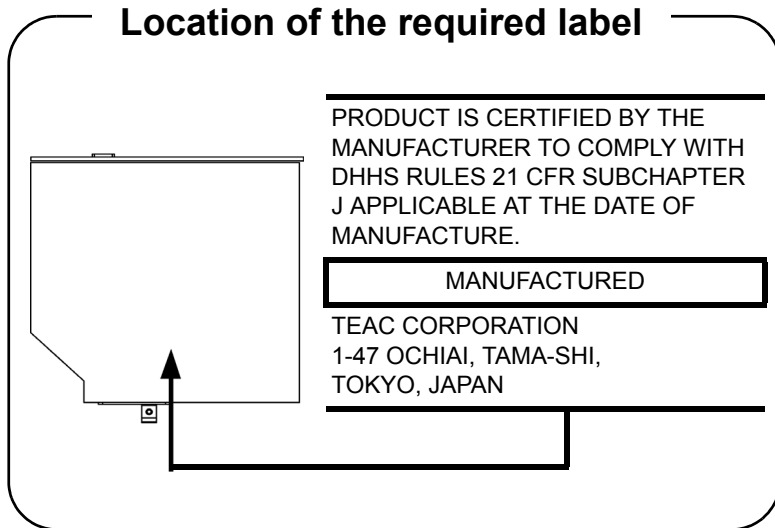 Location of the required label
PRODUCT IS CERTIFIED BY THE
MANUFACTURER TO COMPLY WITH
DHHS RULES 21 CFR SUBCHAPTER
J APPLICABLE AT THE DATE OF
MANUFACTURE.
MANUFACTURED
TEAC CORPORATION
1-47 OCHIAI, TAMA-SHI,
TOKYO, JAPAN